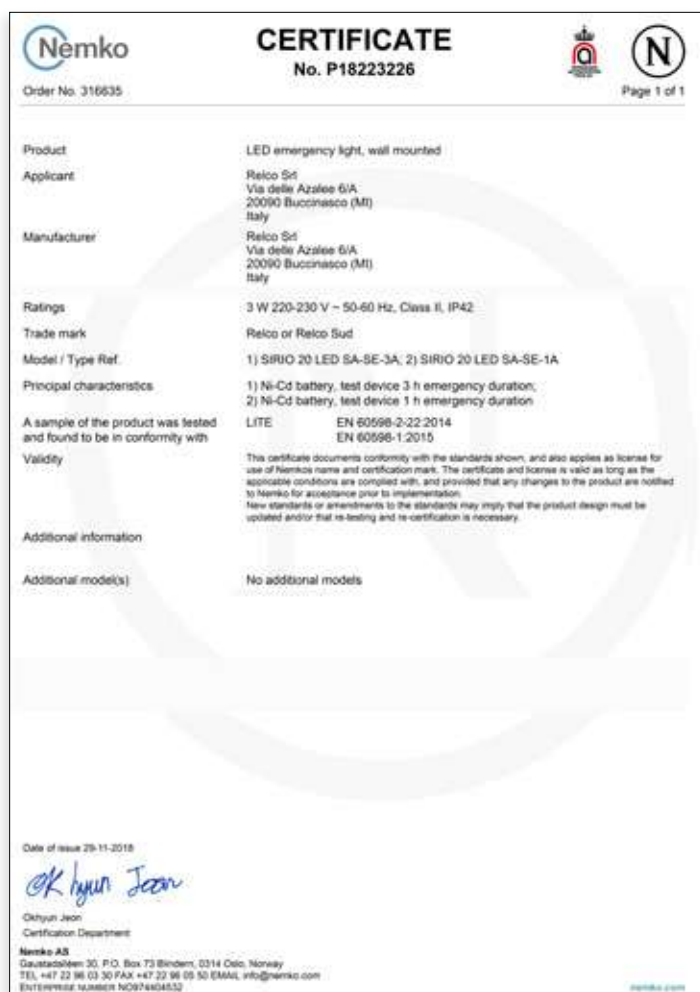 Nemko
CERTIFICATE
No. P18223226
N
Order No. 316635
Page 1 of 1
Product
LED emergency light, wall mounted
Applicant
Relco Srl
Via delle Azalee 6/A
20090 Buccinasco (MI)
Italy
Manufacturer
Relco Srl
Via delle Azalee 6/A
20090 Buccinasco (MI)
Italy
Ratings
3 W 220-230 V ~ 50-60 Hz, Class II, IP42
Trade mark
Relco or Relco Sud
Model / Type Ref.
1) SIRIO 20 LED SA-SE-3A; 2) SIRIO 20 LED SA-SE-1A
Principal characteristics
1) Ni-Cd battery, test device 3 h emergency duration;
2) Ni-Cd battery, test device 1 h emergency duration
A sample of the product was tested
and found to be in conformity with
LITE EN 60598-2-22:2014
EN 60598-1:2015
Validity
This certificate documents conformity with the standards shown, and also applies as license for
use of Nemkos name and certification mark. The certificate and license is valid as long as the
applicable conditions are complied with, and provided that any changes to the product are notified
to Nemko for acceptance prior to implementation.
New standards or amendments to the standards may imply that the product design must be
updated and/or that re-testing and re-certification is necessary.
Additional information
Additional model(s)
No additional models
Date of issue 29-11-2018
Okhyun Jeon
Okhyun Jeon
Certification Department
Nemko AS
Gaustadalléen 30, P.O. Box 73 Blindern, 0314 Oslo, Norway
TEL +47 22 96 03 30 FAX +47 22 96 05 50 EMAIL info@nemko.com
ENTERPRISE NUMBER NO974404532
nemko.com